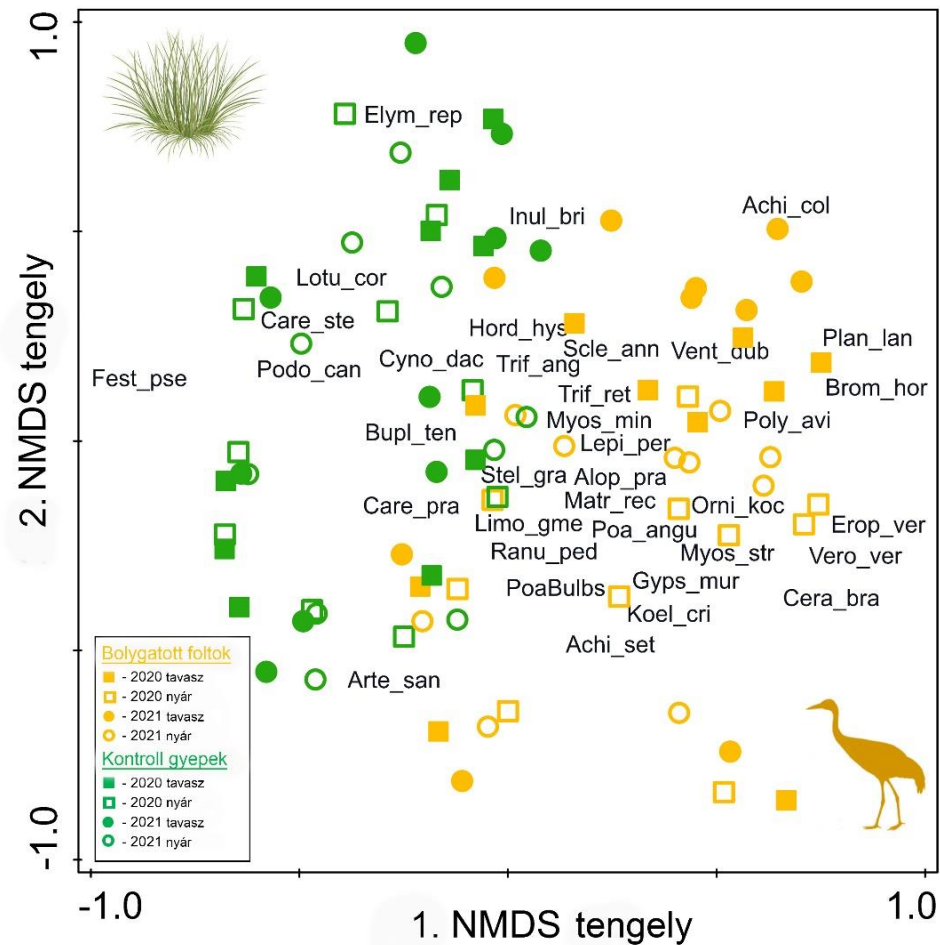 1.0
Elym_rep
Achi_col
Inul_bri
Lotu_cor
Care_ste
Hord_hys
Scle_ann
Vent_dub
Plan_lan
Podo_can
Cyno_dac
Trif_ang
Fest_pse
Trif_ret
Brom_hor
Myos_min
Poly_avi
Bupl_ten
Lepi_per
Stel_gra
Alop_pra
Care_pra
Matr_rec
Orni_koc
Limo_gme
Poa_angu
Erop_ver
Ranu_ped
Myos_str
Vero_ver
PoaBulbs
Gyps_mur
Cera_bra
Koel_cri
Achi_set
Arte_san
2. NMDS tengely
Bolygatott foltok
- 2020 tavasz
- 2020 nyár
- 2021 tavasz
- 2021 nyár
Kontroll gyepek
- 2020 tavasz
- 2020 nyár
- 2021 tavasz
- 2021 nyár
-1.0
-1.0
1. NMDS tengely
1.0